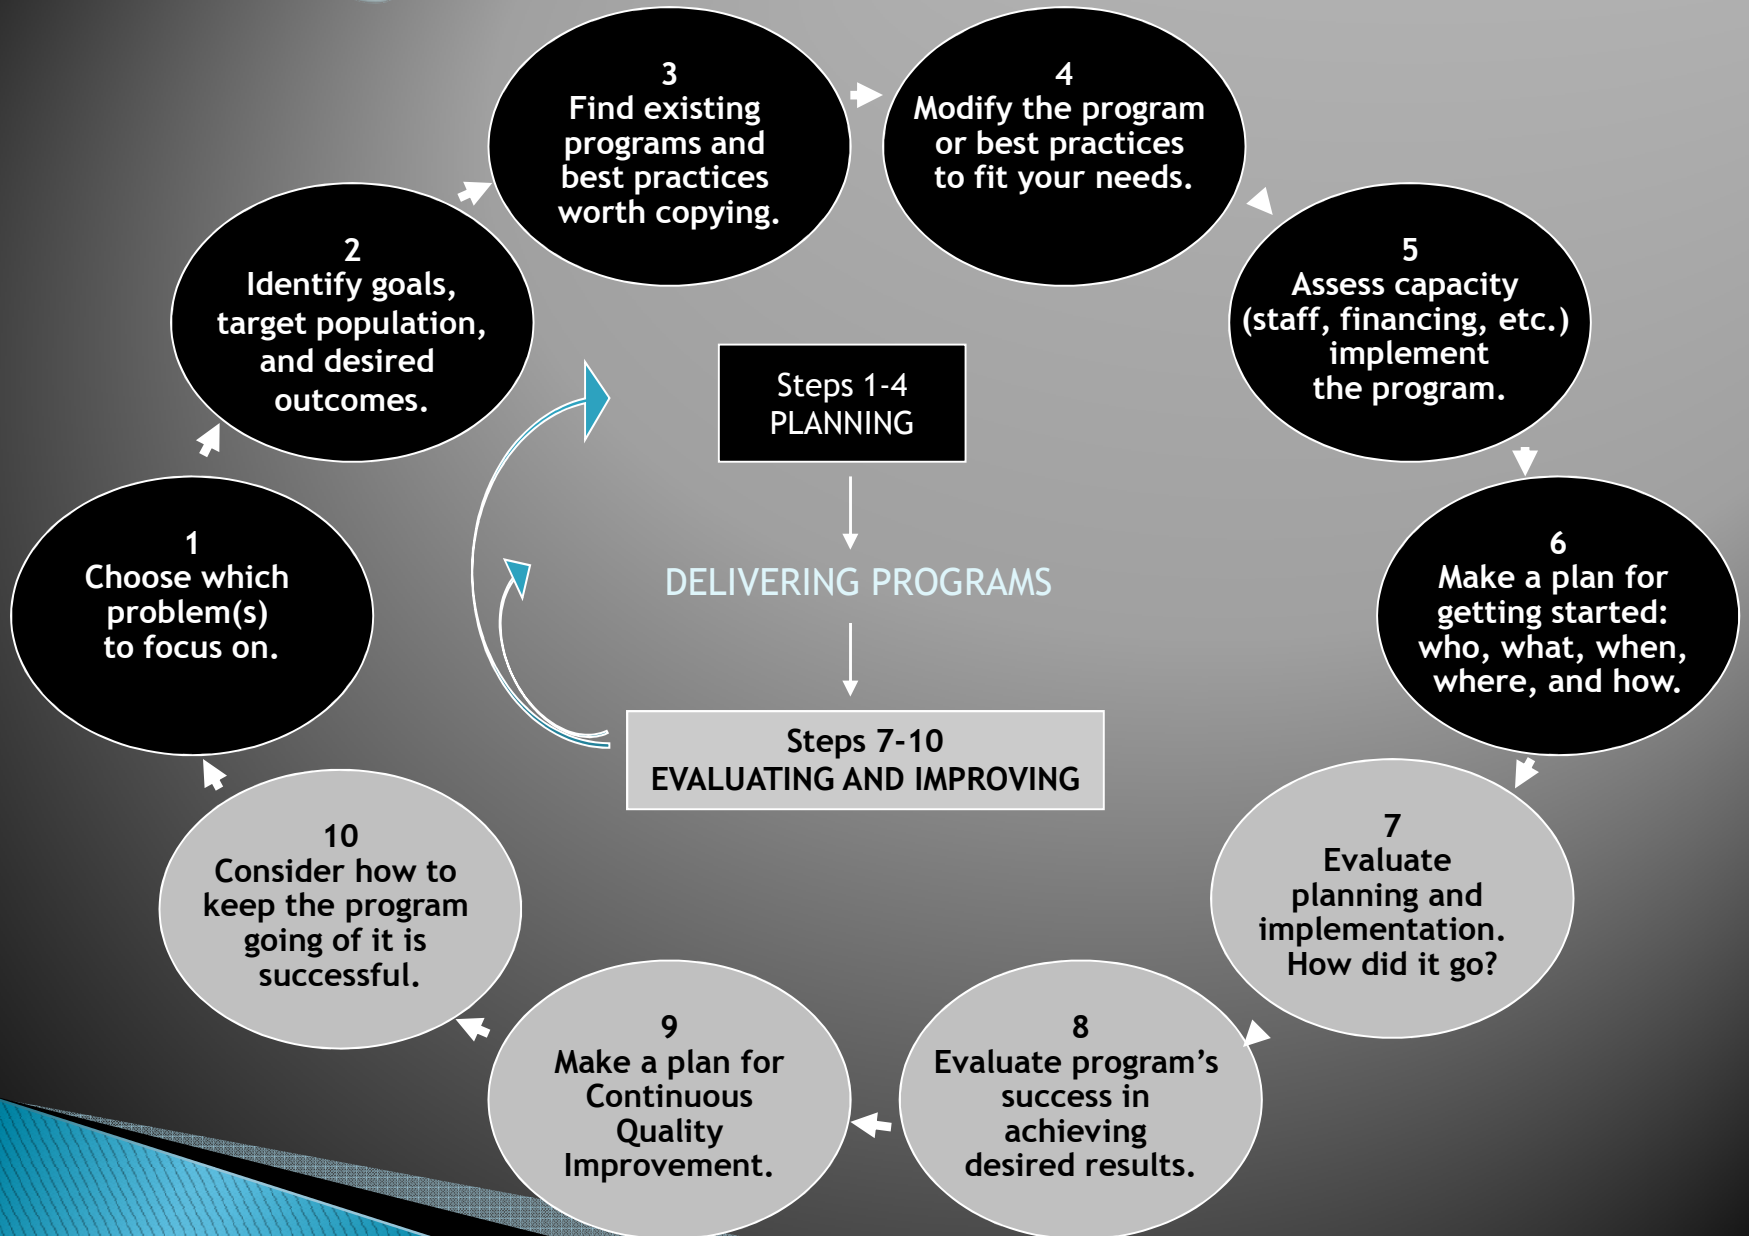 1
Choose which
problem(s)
to focus on.
2
Identify goals,
target population,
and desired
outcomes.
3
Find existing
programs and
best practices
worth copying.
4
Modify the program
or best practices
to fit your needs.
5
Assess capacity
(staff, financing, etc.)
implement
the program.
6
Make a plan for
getting started:
who, what, when,
where, and how.
7
Evaluate
planning and
implementation.
How did it go?
8
Evaluate program’s
success in
achieving
desired results.
9
Make a plan for
Continuous
Quality
Improvement.
10
Consider how to
keep the program
going of it is
successful.
Steps 1-4
PLANNING
DELIVERING PROGRAMS
Steps 7-10
EVALUATING AND IMPROVING